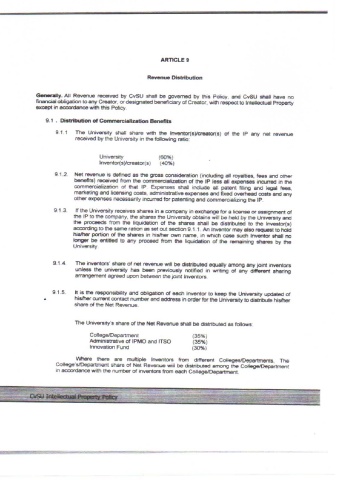 ARTICLE 9
Revenue Distribution
Generally. All Revenue received by CvSU shall be governed by this Policy, and CvSU shall have no
financial obligation to any Creator, or designated beneficiary of Creator, with respect to Intellectual Property
except in accordance with this Policy.
9.1. Distribution of Commercialization Benefits
9.1.1 The University shall share with the Inventor(s)/creator(s) of the IP any net revenue
received by the University in the following ratio:
University (60%)
Inventor(s)/creator(s) (40%)
9.1.2. Net revenue is defined as the gross consideration (including all royalties, fees and other
benefits) received from the commercialization of the IP less all expenses incurred in the
commercialization of that IP. Expenses shall include all patent filing and legal fees,
marketing and licensing costs, administrative expenses and fixed overhead costs and any
other expenses necessarily incurred for patenting and commercializing the IP.
9.1.3. If the University receives shares in a company in exchange for a license or assignment of
the IP to the company, the shares the University obtains will be held by the University and
the proceeds from the liquidation of the shares shall be distributed to the inventor(s)
according to the same ration as set out section 9.1.1. An inventor may also request to hold
his/her portion of the shares in his/her own name, in which case such Inventor shall no
longer be entitled to any proceed from the liquidation of the remaining shares by the
University.
9.1.4. The inventors' share of net revenue will be distributed equally among any joint inventors
unless the university has been previously notified in writing of any different sharing
arrangement agreed upon between the joint inventors.
9.1.5. It is the responsibility and obligation of each inventor to keep the University updated of
his/her current contact number and address in order for the University to distribute his/her
share of the Net Revenue.
The University's share of the Net Revenue shall be distributed as follows:
College/Department (35%)
Administrative of IPMD and ITSO (35%)
Innovation Fund (30%)
Where there are multiple Inventors from different Colleges/Departments, The
College's/Department share of Net Revenue will be distributed among the College/Department
in accordance with the number of inventors from each College/Department.
CvSU Intellectual Property Policy